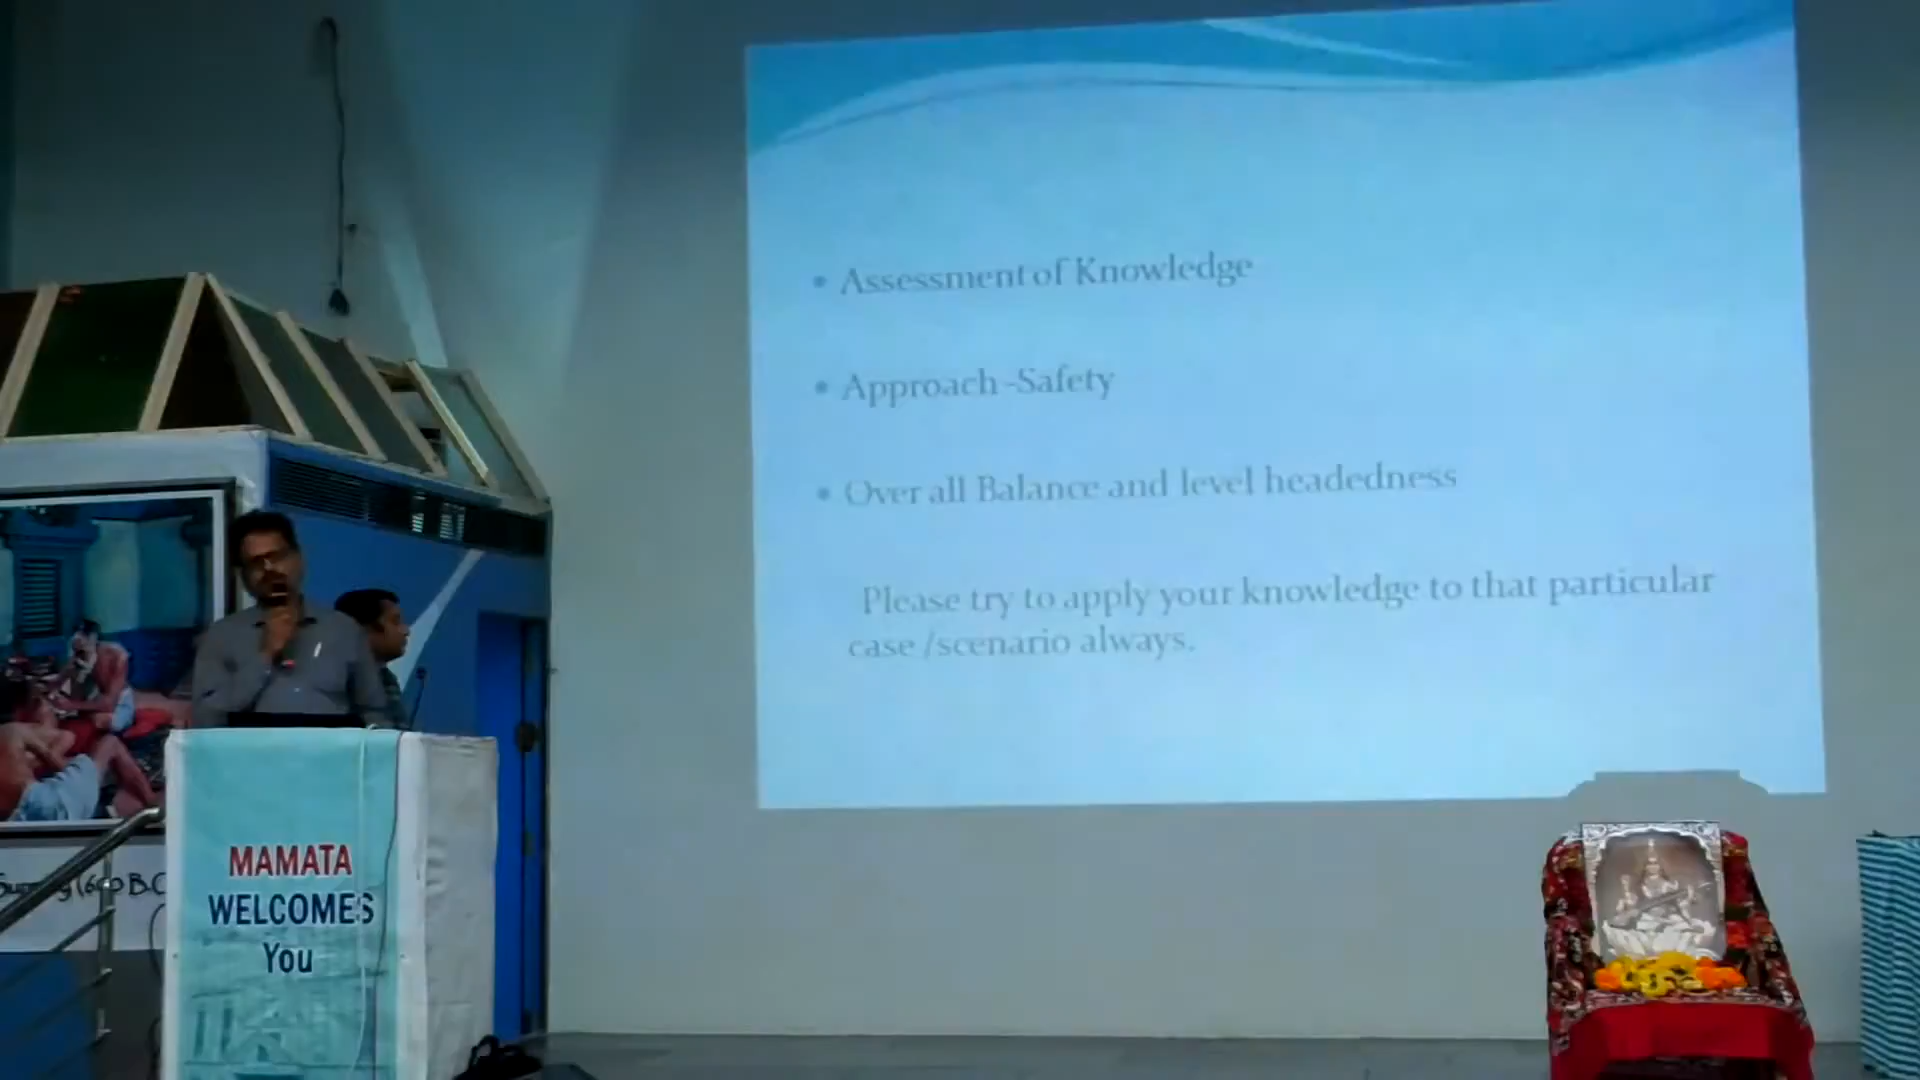 • Assessment of Knowledge
• Approach -Safety
• Over all Balance and level headedness
Please try to apply your knowledge to that particular
case /scenario always.
MAMATA
WELCOMES
You
(600 B.C